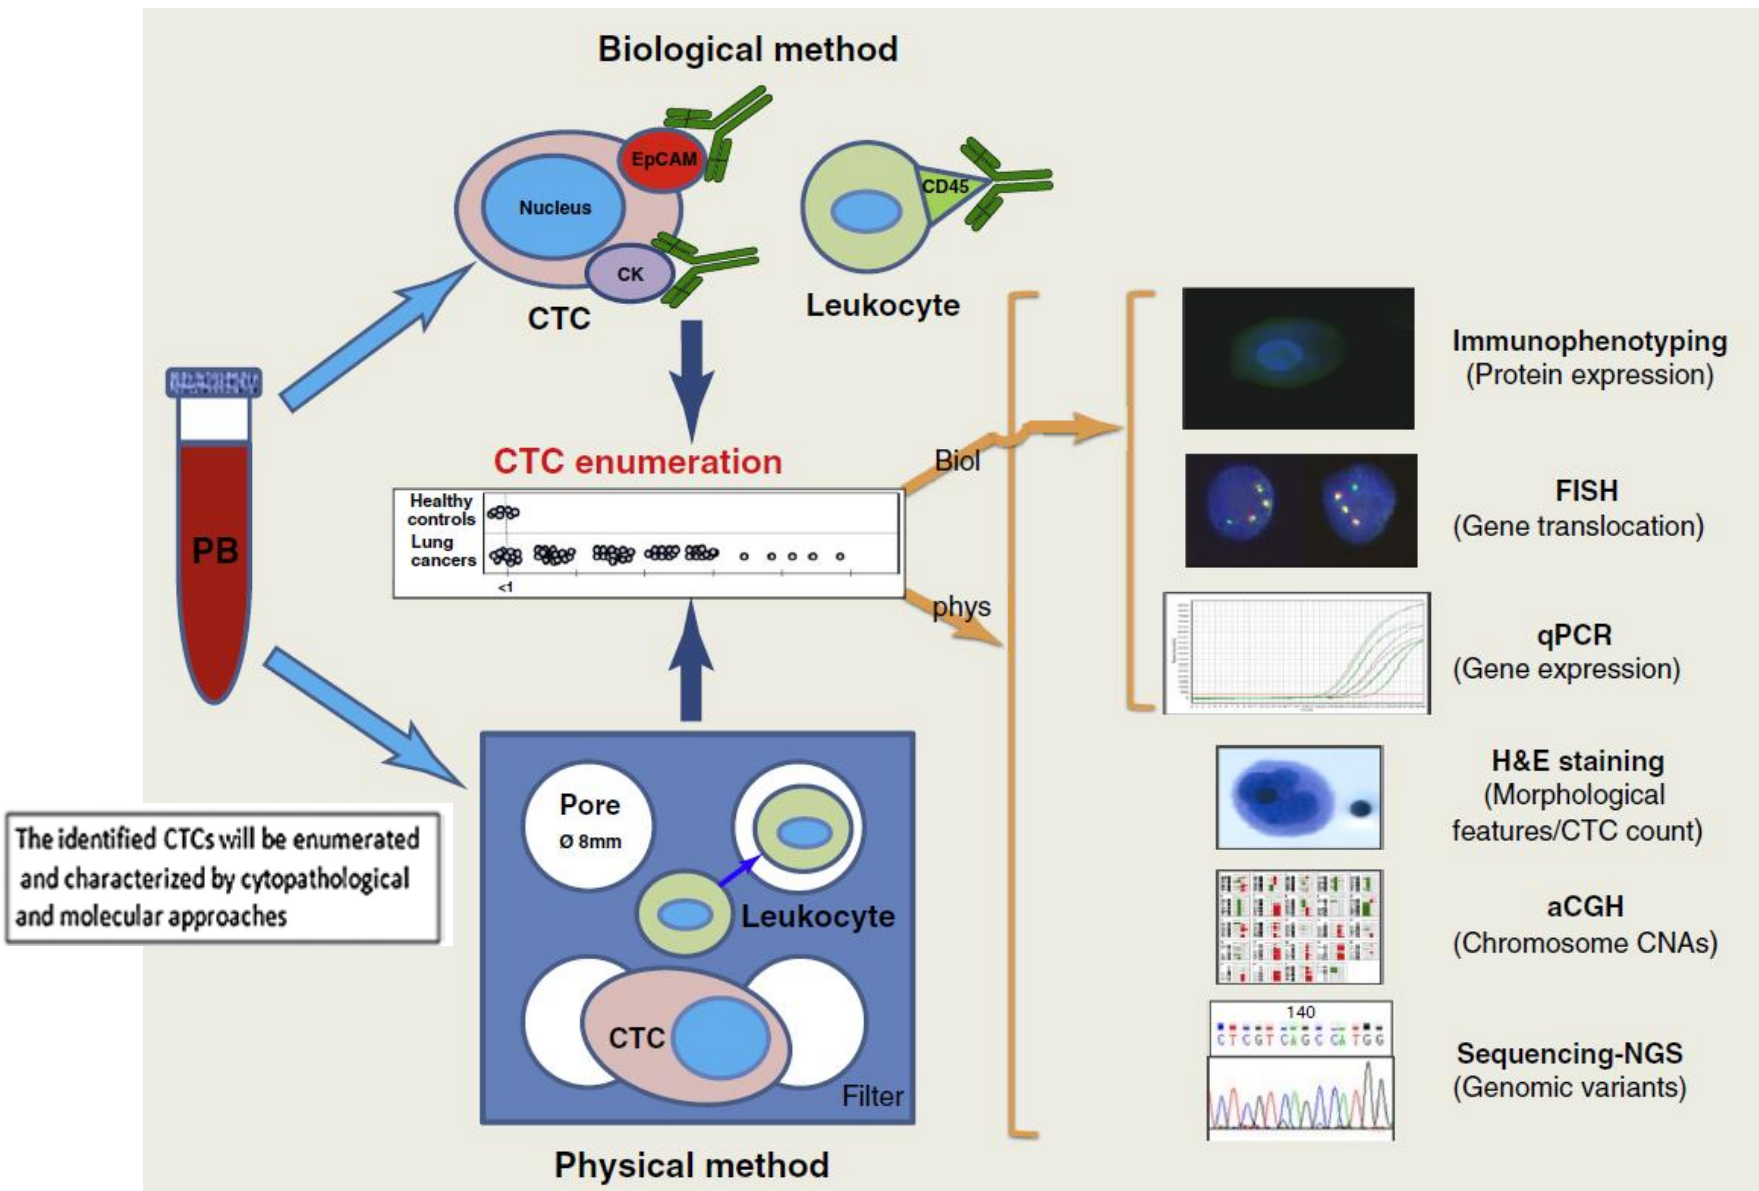 Biological method
EpCAM
Nucleus
CK
CTC
CD45
Leukocyte
PB
CTC enumeration
Healthy
controls
Lung
cancers
<1
Biol
phys
Immunophenotyping
(Protein expression)
FISH
(Gene translocation)
qPCR
(Gene expression)
H&E staining
(Morphological
features/CTC count)
aCGH
(Chromosome CNAs)
140
C T C G T C A G C C A T G G
Sequencing-NGS
(Genomic variants)
The identified CTCs will be enumerated
and characterized by cytopathological
and molecular approaches
Pore
Ø 8mm
Leukocyte
CTC
Filter
Physical method